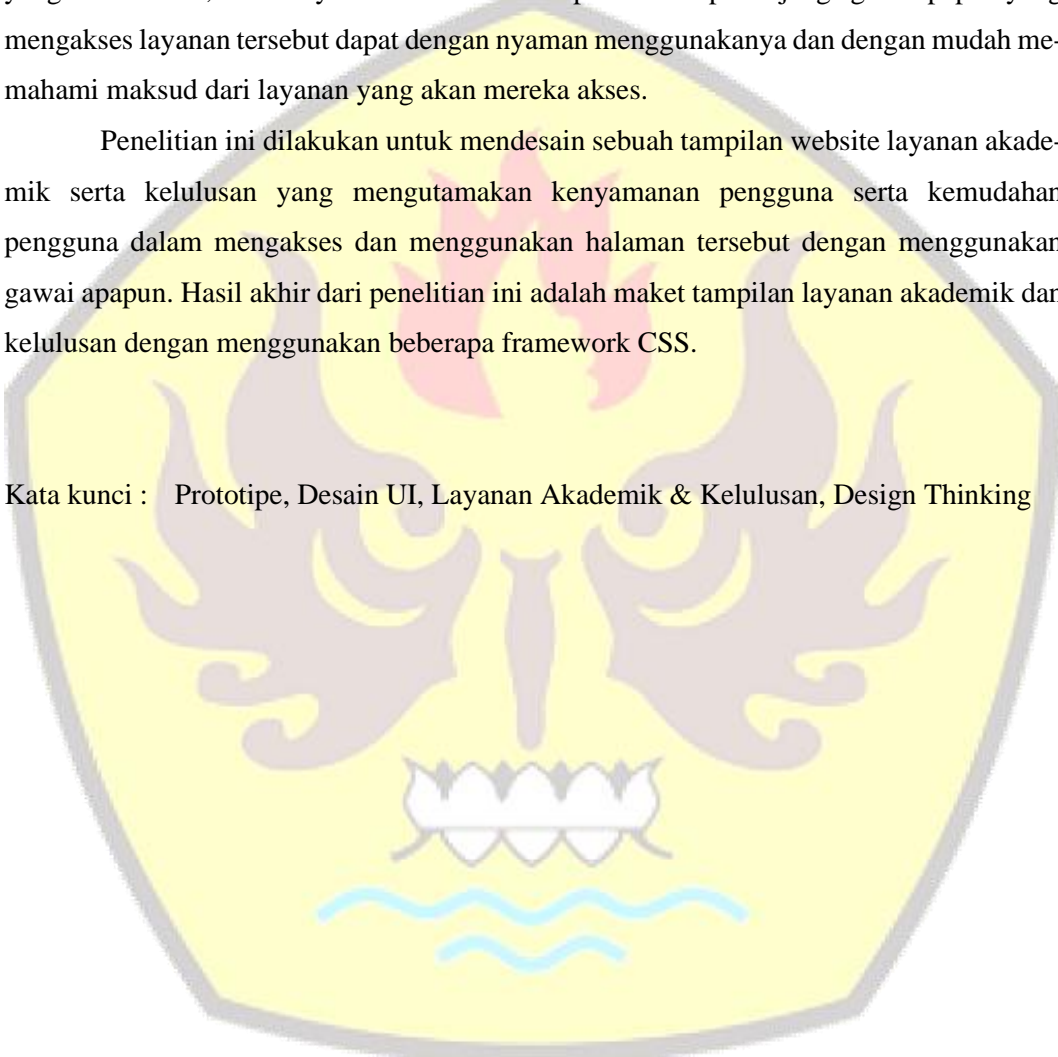 mengakses layanan tersebut dapat dengan nyaman menggunakanya dan dengan mudah me-
mahami maksud dari layanan yang akan mereka akses.
Penelitian ini dilakukan untuk mendesain sebuah tampilan website layanan akade-
mik serta kelulusan yang mengutamakan kenyamanan pengguna serta kemudahan
pengguna dalam mengakses dan menggunakan halaman tersebut dengan menggunakan
gawai apapun. Hasil akhir dari penelitian ini adalah maket tampilan layanan akademik dan
kelulusan dengan menggunakan beberapa framework CSS.
Kata kunci : Prototipe, Desain UI, Layanan Akademik & Kelulusan, Design Thinking